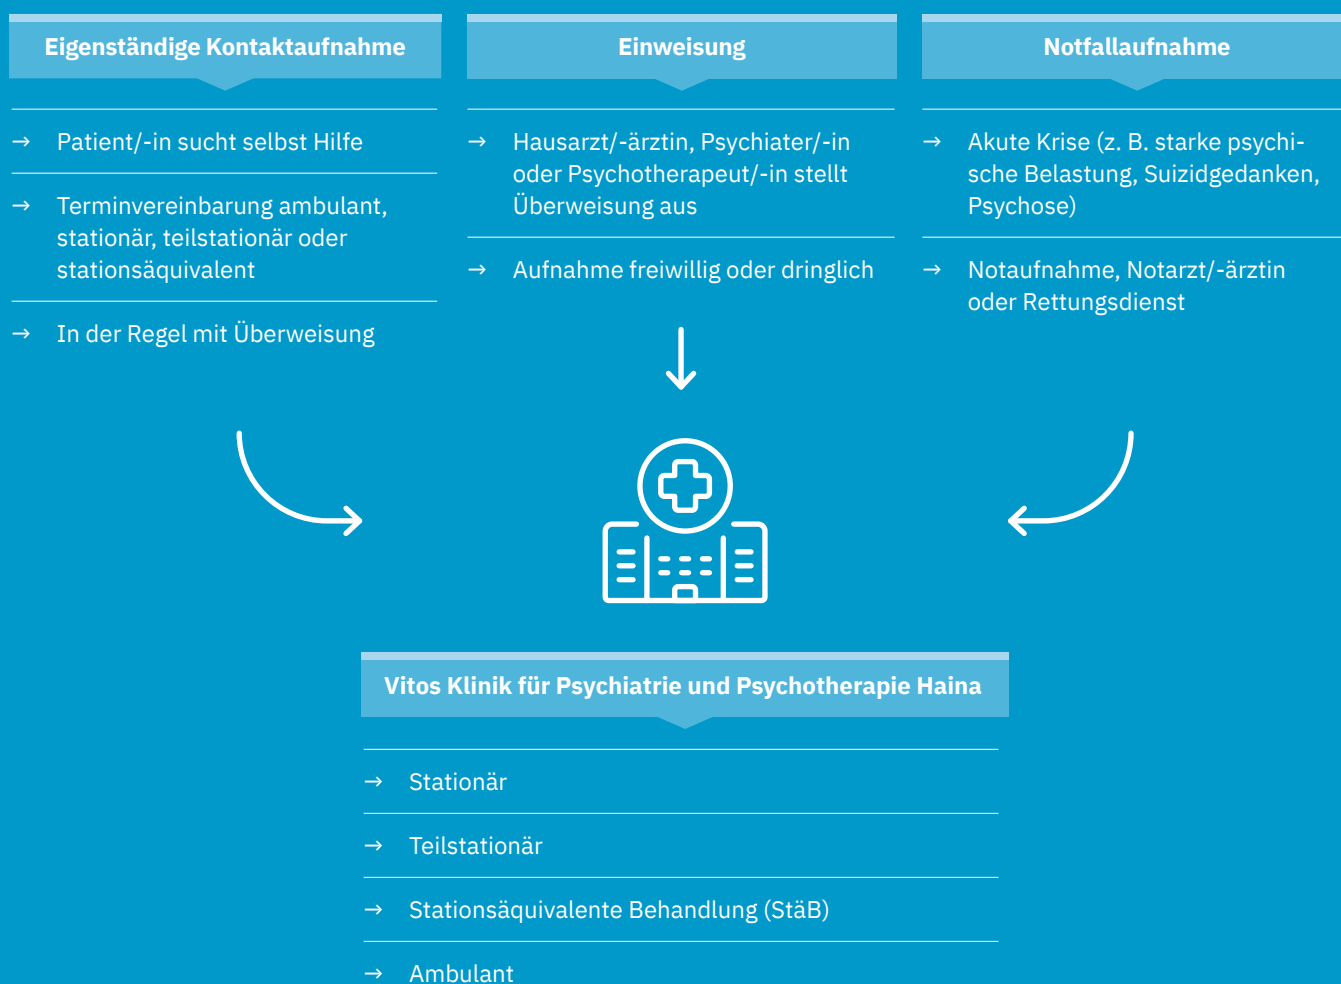 Eigenständige Kontaktaufnahme
→ Patient/-in sucht selbst Hilfe
→ Terminvereinbarung ambulant,
stationär, teilstationär oder
stationsäquivalent
→ In der Regel mit Überweisung
Einweisung
→ Hausarzt/-ärztin, Psychiater/-in
oder Psychotherapeut/-in stellt
Überweisung aus
→ Aufnahme freiwillig oder dringlich
Notfallaufnahme
→ Akute Krise (z. B. starke psychi-
sche Belastung, Suizidgedanken,
Psychose)
→ Notaufnahme, Notarzt/-ärztin
oder Rettungsdienst
Vitos Klinik für Psychiatrie und Psychotherapie Haina
→ Stationär
→ Teilstationär
→ Stationsäquivalente Behandlung (StäB)
→ Ambulant